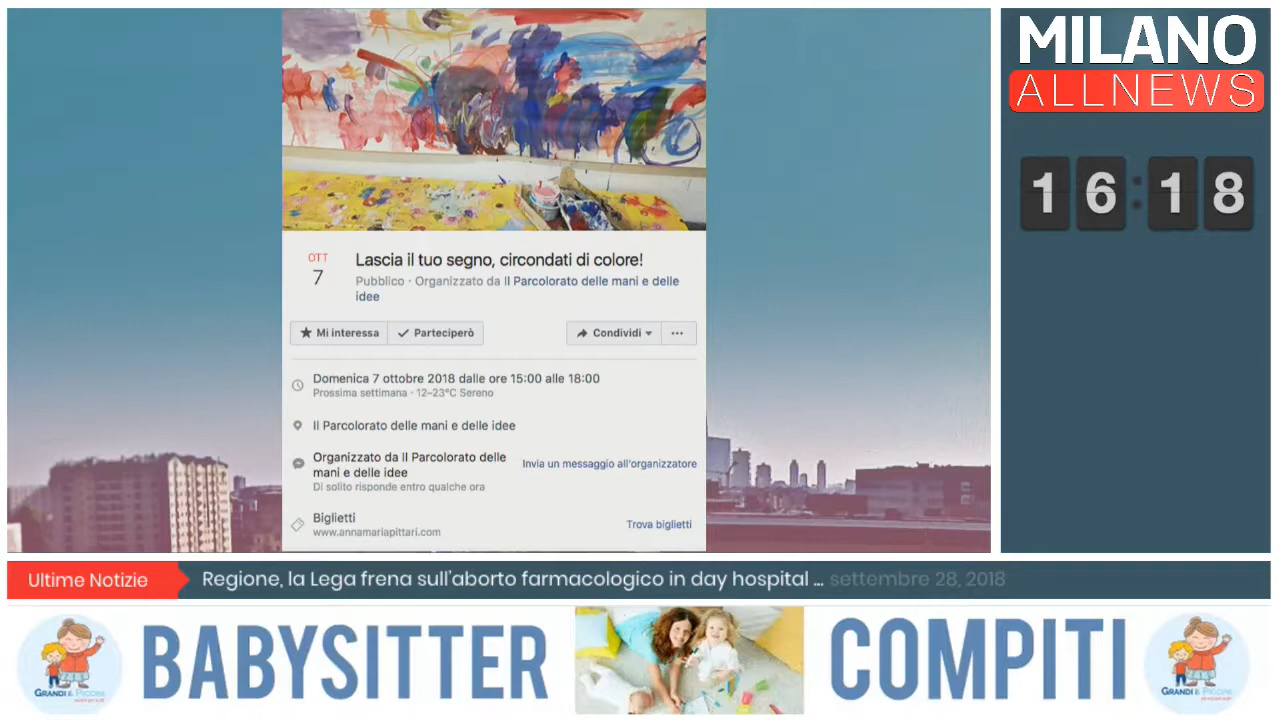 MILANO
ALLNEWS
16:18
OTT
7
Lascia il tuo segno, circondati di colore!
Pubblico · Organizzato da Il Parcolorato delle mani e delle
idee
Mi interessa
Parteciperò
Condividi
Domenica 7 ottobre 2018 dalle ore 15:00 alle 18:00
Prossima settimana · 12–23°C Sereno
Il Parcolorato delle mani e delle idee
Organizzato da Il Parcolorato delle
mani e delle idee
Invia un messaggio all'organizzatore
Di solito risponde entro qualche ora
Biglietti
www.annamariapittari.com
Trova biglietti
Ultime Notizie
Regione, la Lega frena sull'aborto farmacologico in day hospital ... settembre 28, 2018
GRANDI E PICCINI
BABYSITTER
COMPITI
GRANDI E PICCINI